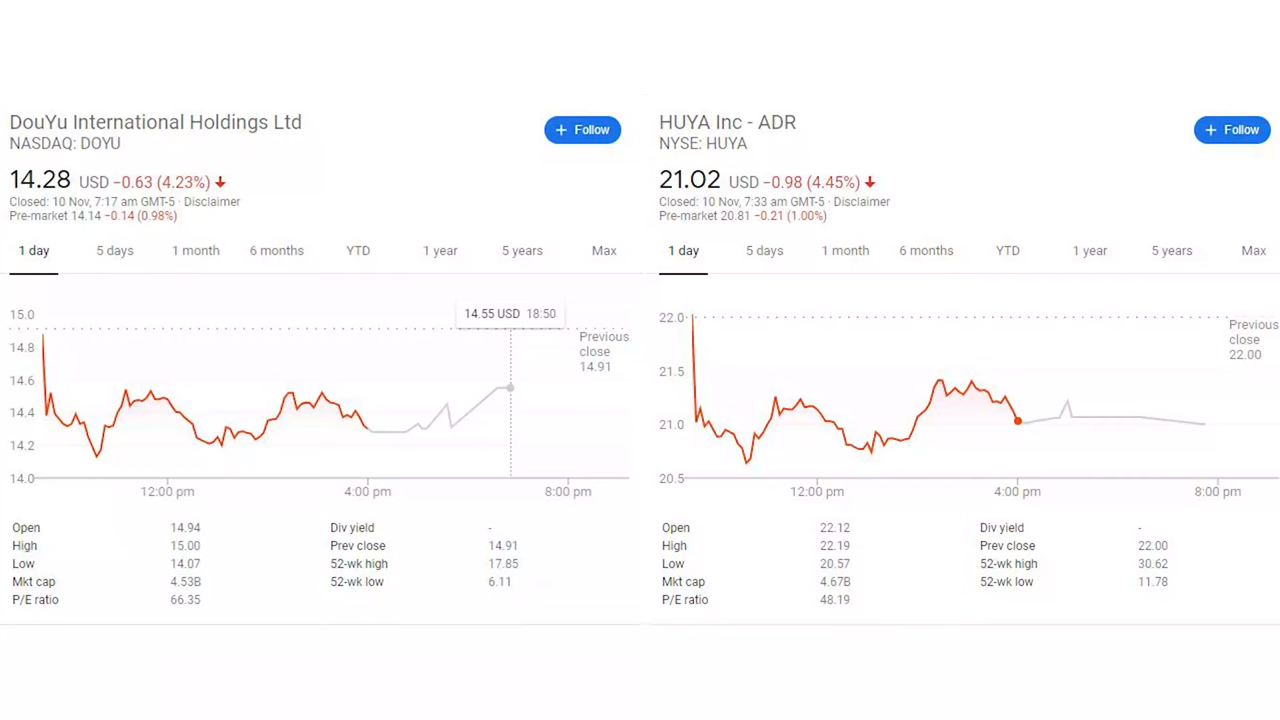 DouYu International Holdings Ltd
NASDAQ: DOYU
+ Follow
14.28 USD −0.63 (4.23%) ↓
Closed: 10 Nov, 7:17 am GMT-5 · Disclaimer
Pre-market 14.14 −0.14 (0.98%)
1 day 5 days 1 month 6 months YTD 1 year 5 years Max
14.55 USD 18:50
15.0
14.8
14.6
14.4
14.2
14.0
Previous
close
14.91
12:00 pm 4:00 pm 8:00 pm
Open 14.94 Div yield -
High 15.00 Prev close 14.91
Low 14.07 52-wk high 17.85
Mkt cap 4.53B 52-wk low 6.11
P/E ratio 66.35
HUYA Inc - ADR
NYSE: HUYA
+ Follow
21.02 USD −0.98 (4.45%) ↓
Closed: 10 Nov, 7:33 am GMT-5 · Disclaimer
Pre-market 20.81 −0.21 (1.00%)
1 day 5 days 1 month 6 months YTD 1 year 5 years Max
22.0
21.5
21.0
20.5
Previous
close
22.00
12:00 pm 4:00 pm 8:00 pm
Open 22.12 Div yield -
High 22.19 Prev close 22.00
Low 20.57 52-wk high 30.62
Mkt cap 4.67B 52-wk low 11.78
P/E ratio 48.19